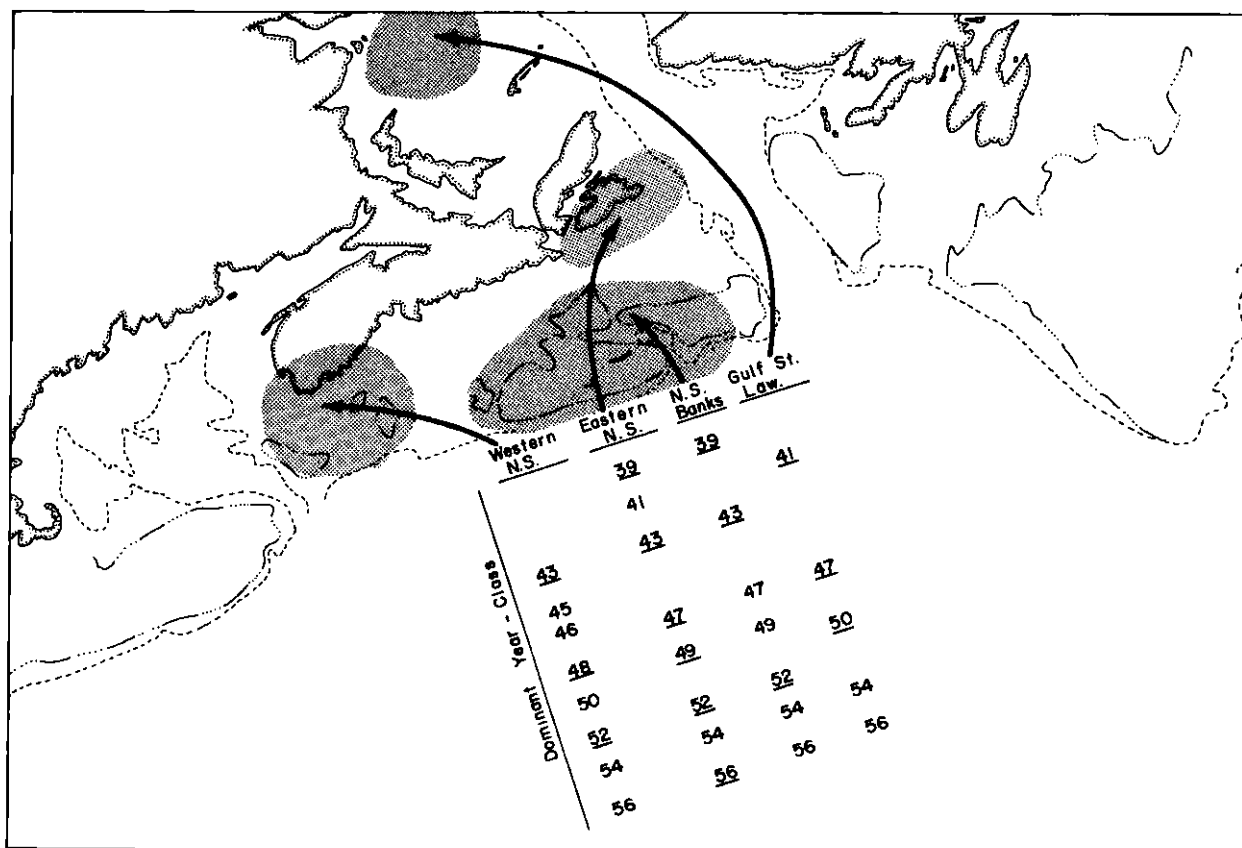 Western
N.S.
Eastern
N. S.
N.S.
Banks
Gulf St.
Law.
Dominant Year - Class
39 39 41
41
43 43 43
45
46 47 47 47
48 49 49 50
50
52 52 52
54 54 54 54
56 56 56 56